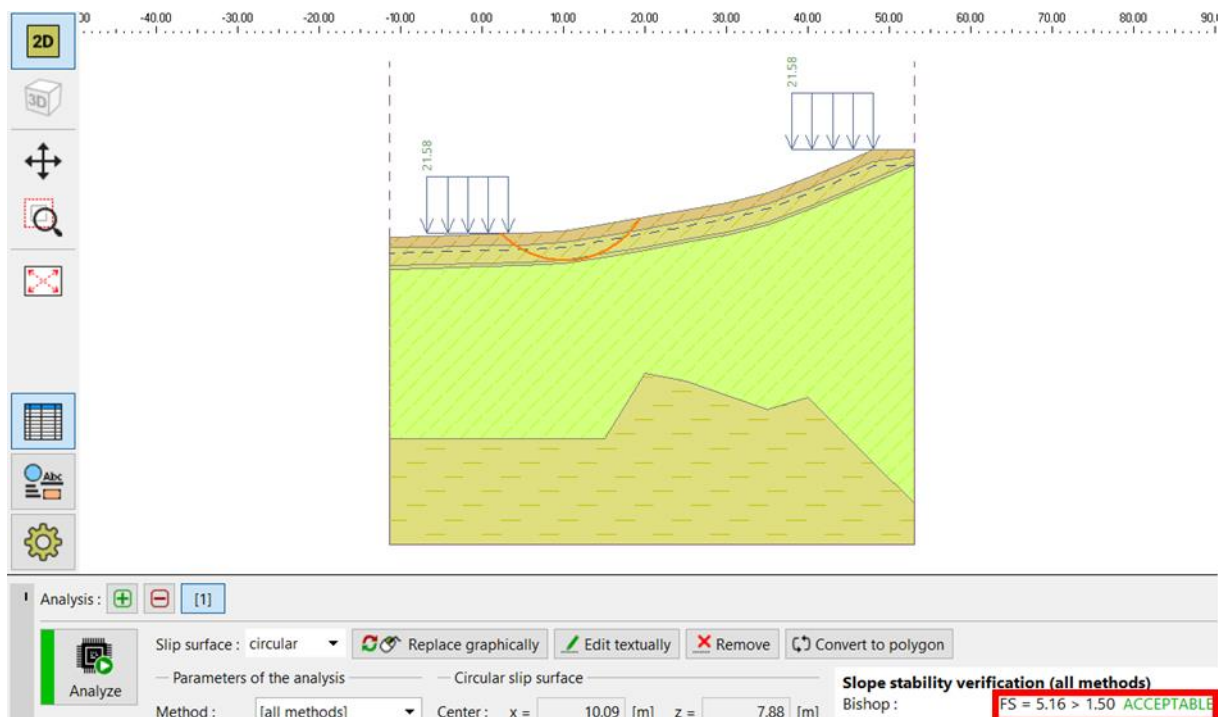 2D
-40.00 -30.00 -20.00 -10.00 0.00 10.00 20.00 30.00 40.00 50.00 60.00 70.00 80.00
3D
21.58
21.58
Abc
Analysis : [1]
Analyze
Slip surface : circular Replace graphically Edit textually Remove Convert to polygon
Parameters of the analysis
Circular slip surface
Method : [all methods]
Center : x = 10.09 [m] z = 7.88 [m]
Slope stability verification (all methods)
Bishop : FS = 5.16 > 1.50 ACCEPTABLE